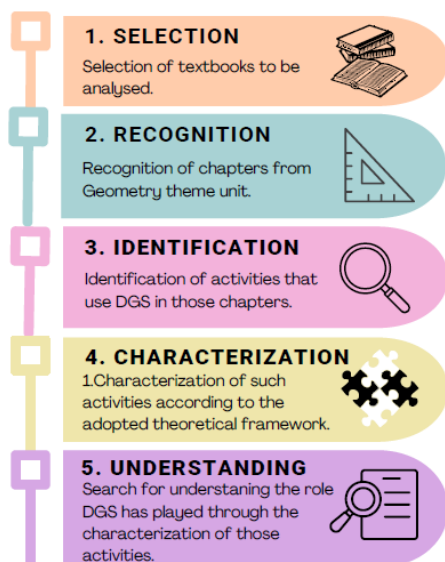 1. SELECTION
Selection of textbooks to be
analysed.
2. RECOGNITION
Recognition of chapters from
Geometry theme unit.
3. IDENTIFICATION
Identification of activities that
use DGS in those chapters.
4. CHARACTERIZATION
1.Characterization of such
activities according to the
adopted theoretical framework.
5. UNDERSTANDING
Search for understaning the role
DGS has played through the
characterization of those
activities.